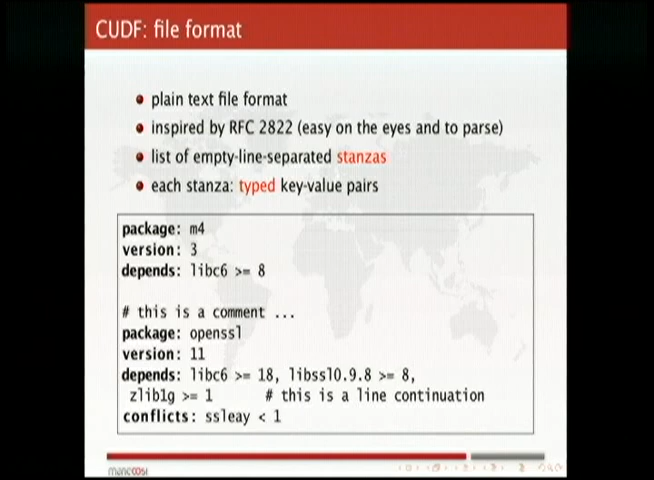 CUDF: file format
plain text file format
inspired by RFC 2822 (easy on the eyes and to parse)
list of empty-line-separated stanzas
each stanza: typed key-value pairs
package: m4
version: 3
depends: libc6 >= 8
# this is a comment ...
package: openssl
version: 11
depends: libc6 >= 18, libssl0.9.8 >= 8,
zlib1g >= 1 # this is a line continuation
conflicts: ssleay < 1
mancoosi